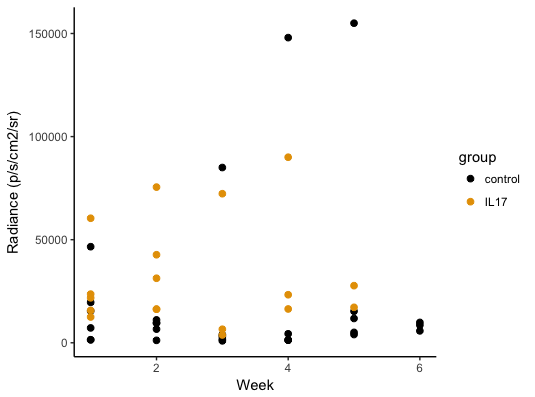 150000
100000
50000
0
Radiance (p/s/cm2/sr)
2
4
6
Week
group
control
IL17